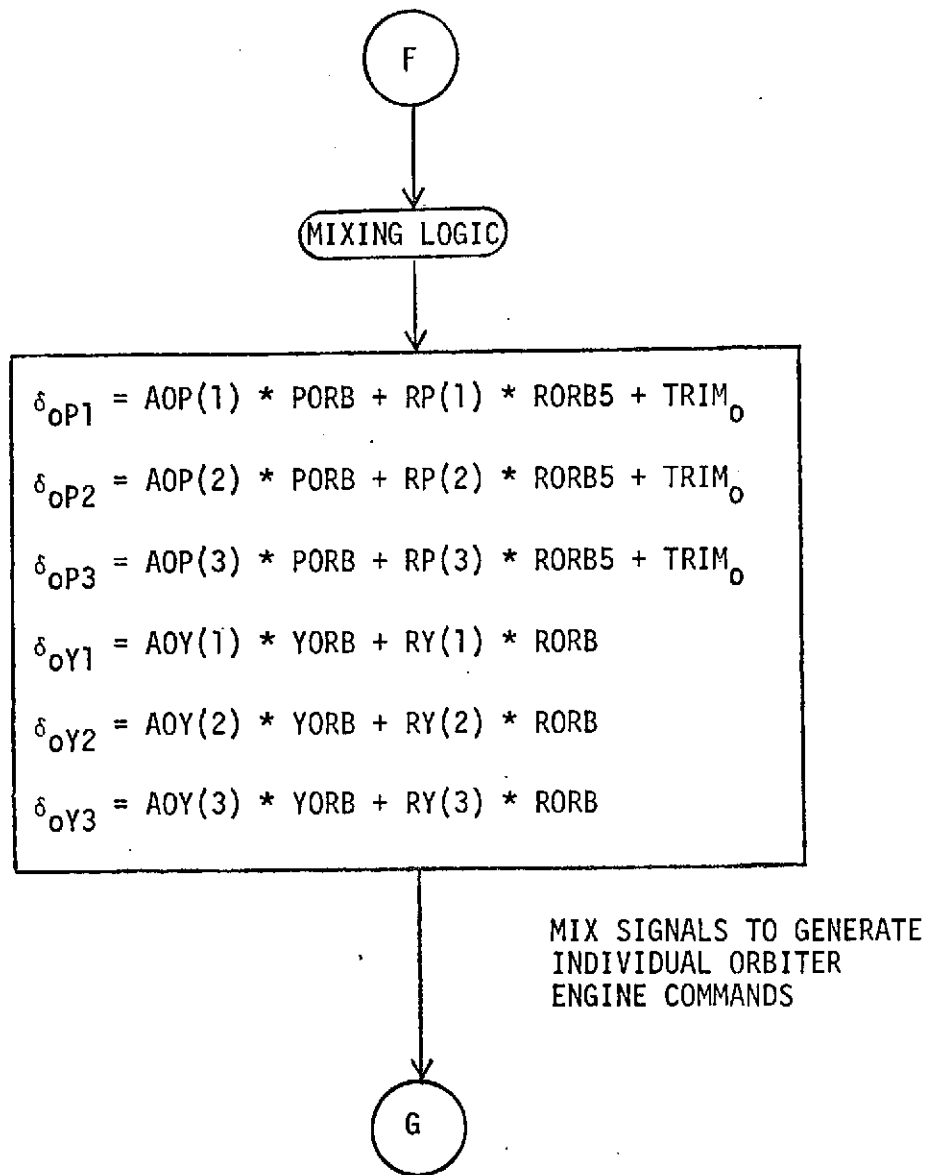 F
MIXING LOGIC
δoP1 = AOP(1) * PORB + RP(1) * RORB5 + TRIMo
δoP2 = AOP(2) * PORB + RP(2) * RORB5 + TRIMo
δoP3 = AOP(3) * PORB + RP(3) * RORB5 + TRIMo
δoY1 = AOY(1) * YORB + RY(1) * RORB
δoY2 = AOY(2) * YORB + RY(2) * RORB
δoY3 = AOY(3) * YORB + RY(3) * RORB
MIX SIGNALS TO GENERATE
INDIVIDUAL ORBITER
ENGINE COMMANDS
G